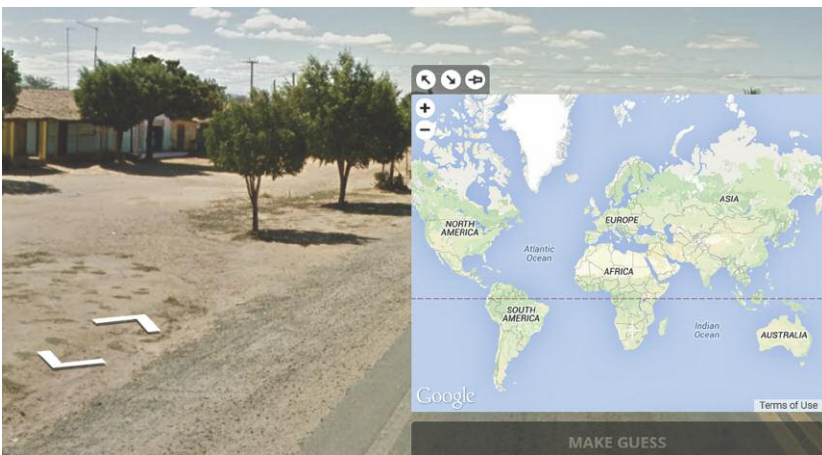 +
−
NORTH
AMERICA
Atlantic
Ocean
EUROPE
ASIA
AFRICA
SOUTH
AMERICA
Indian
Ocean
AUSTRALIA
Google
Terms of Use
MAKE GUESS